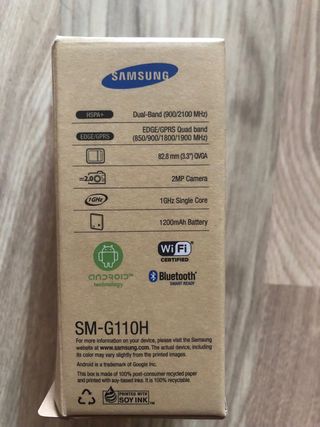 SAMSUNG
HSPA+ Dual-Band (900/2100 MHz)
EDGE/GPRS EDGE/GPRS Quad band
(850/900/1800/1900 MHz)
82.8 mm (3.3") QVGA
2.0 2MP Camera
1GHz 1GHz Single Core
1200mAh Battery
ANDROID
technology
Wi Fi
CERTIFIED
Bluetooth
SMART READY
SM-G110H
For more information on your device, please visit the Samsung
website at www.samsung.com. The actual device, including
its color may vary slightly from the printed images.
Android is a trademark of Google Inc.
This box is made of 100% post-consumer recycled paper
and printed with soy-based inks. It is 100% recyclable.
PRINTED WITH
SOY INK